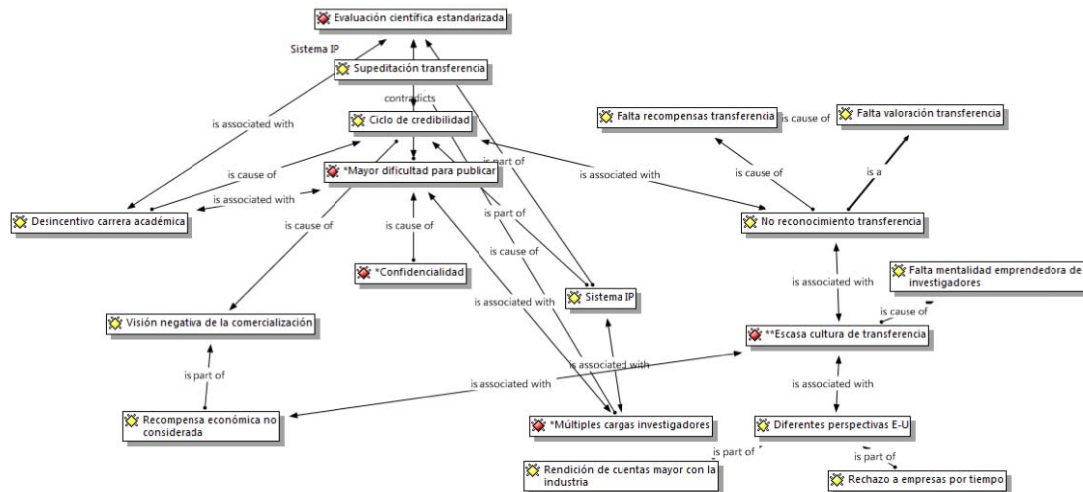 Evaluación científica estandarizada
Sistema IP
Supeditación transferencia
contradicts
Ciclo de credibilidad
Falta recompensas transferencia
is cause of
Falta valoración transferencia
is associated with
*Mayor dificultad para publicar
is part of
is cause of
is associated with
is cause of
is a
is associated with
is part of
Desincentivo carrera académica
No reconocimiento transferencia
is cause of
is cause of
*Confidencialidad
Falta mentalidad emprendedora de
investigadores
is associated with
Sistema IP
is associated with
is cause of
Visión negativa de la comercialización
**Escasa cultura de transferencia
is cause of
is part of
is associated with
is associated with
is associated with
Recompensa económica no
considerada
*Múltiples cargas investigadores
Diferentes perspectivas E-U
is part of
is part of
Rendición de cuentas mayor con la
industria
Rechazo a empresas por tiempo